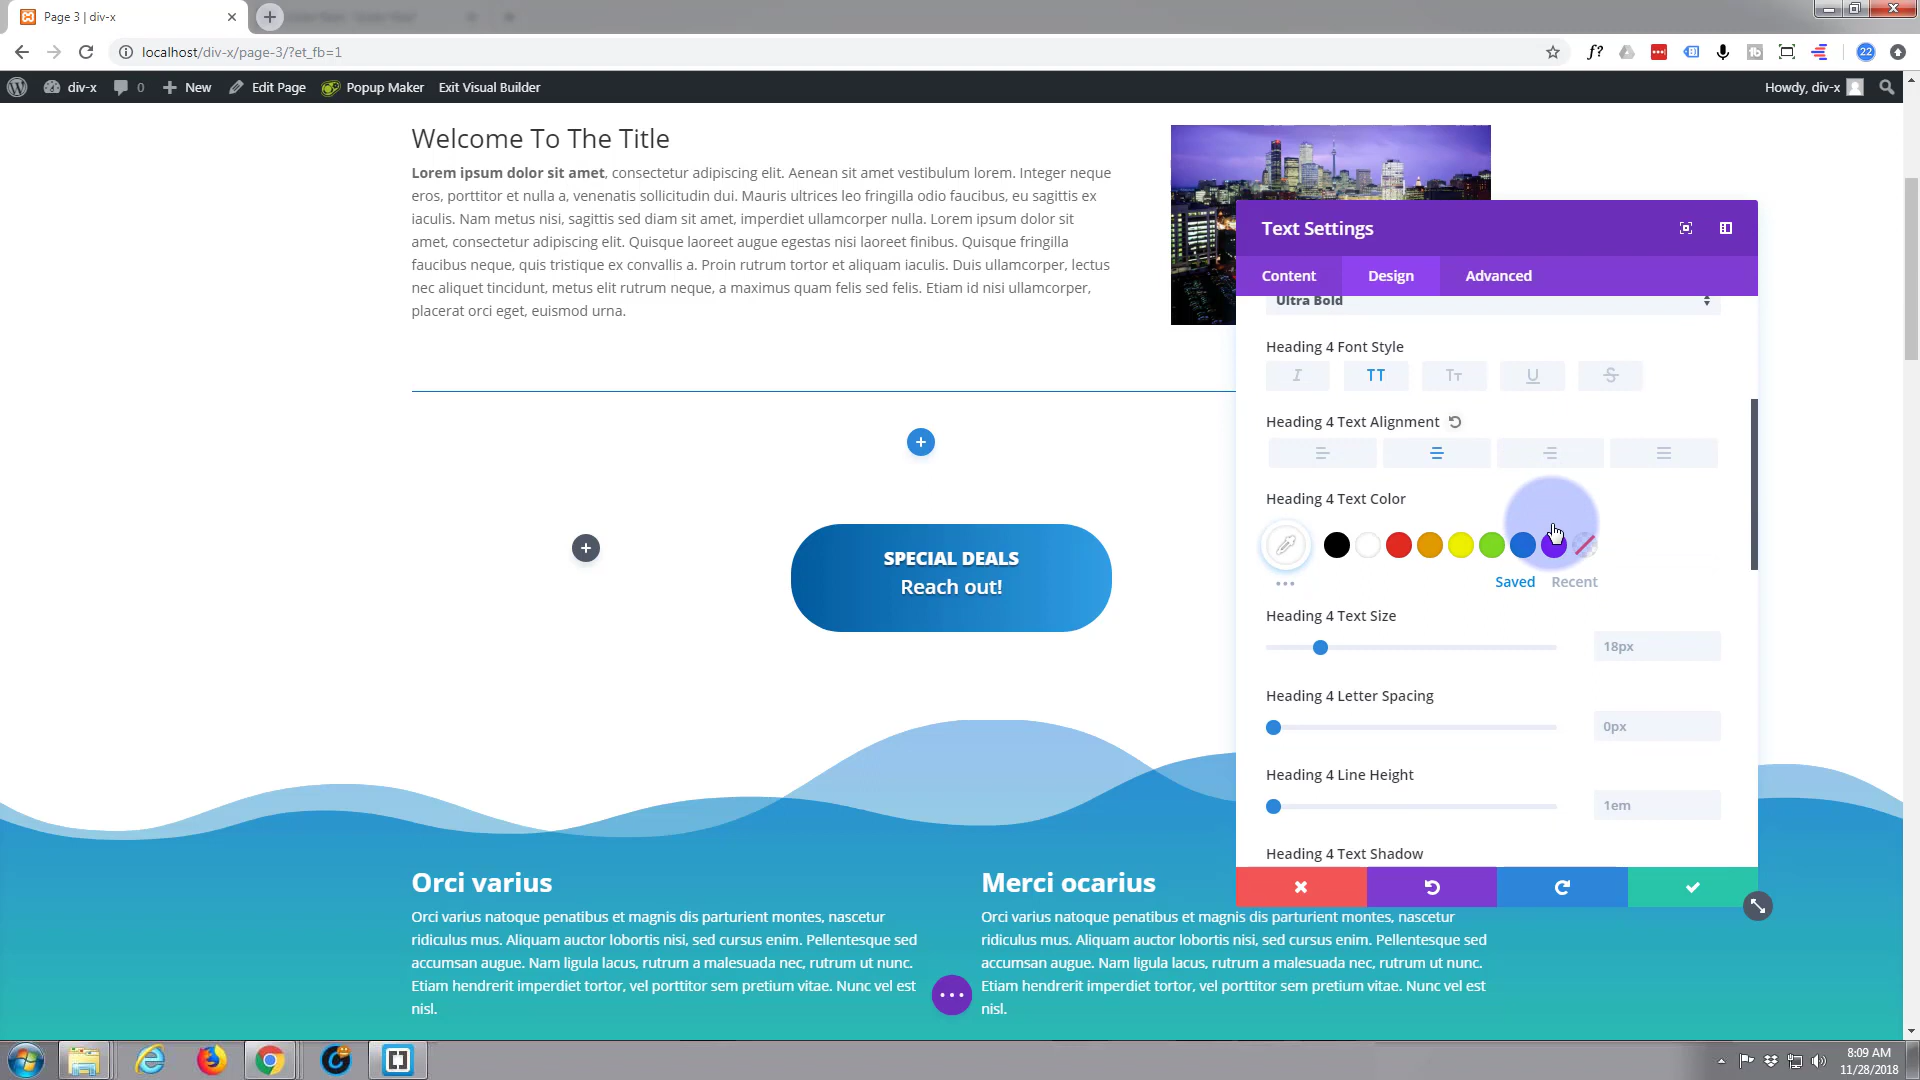 Page 3 | div-x
localhost/div-x/page-3/?et_fb=1
f?
fb
22
div-x
0
New
Edit Page
Popup Maker
Exit Visual Builder
Howdy, div-x
Welcome To The Title
Lorem ipsum dolor sit amet, consectetur adipiscing elit. Aenean sit amet vestibulum lorem. Integer neque
eros, porttitor et nulla a, venenatis sollicitudin dui. Mauris ultrices leo fringilla odio faucibus, eu sagittis ex
iaculis. Nam metus nisi, sagittis sed diam sit amet, imperdiet ullamcorper nulla. Lorem ipsum dolor sit
amet, consectetur adipiscing elit. Quisque laoreet augue egestas nisi laoreet finibus. Quisque fringilla
faucibus neque, quis tristique ex convallis a. Proin rutrum tortor et aliquam iaculis. Duis ullamcorper, lectus
nec aliquet tincidunt, metus elit rutrum neque, a maximus quam felis sed felis. Etiam id nisi ullamcorper,
placerat orci eget, euismod urna.
SPECIAL DEALS
Reach out!
Text Settings
Content
Design
Advanced
Ultra Bold
Heading 4 Font Style
I
TT
Tт
U
S
Heading 4 Text Alignment
Heading 4 Text Color
Saved
Recent
Heading 4 Text Size
18px
Heading 4 Letter Spacing
0px
Heading 4 Line Height
1em
Heading 4 Text Shadow
Orci varius
Orci varius natoque penatibus et magnis dis parturient montes, nascetur
ridiculus mus. Aliquam auctor lobortis nisi, sed cursus enim. Pellentesque sed
accumsan augue. Nam ligula lacus, rutrum a malesuada nec, rutrum ut nunc.
Etiam hendrerit imperdiet tortor, vel porttitor sem pretium vitae. Nunc vel est
nisl.
Merci ocarius
Orci varius natoque penatibus et magnis dis parturient montes, nascetur
ridiculus mus. Aliquam auctor lobortis nisi, sed cursus enim. Pellentesque sed
accumsan augue. Nam ligula lacus, rutrum a malesuada nec, rutrum ut nunc.
Etiam hendrerit imperdiet tortor, vel porttitor sem pretium vitae. Nunc vel est
nisl.
8:09 AM
11/28/2018